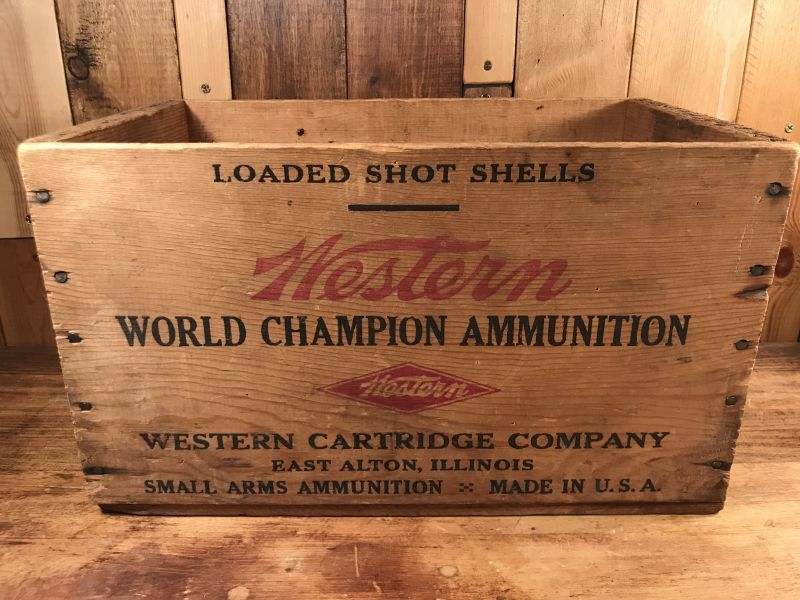 LOADED SHOT SHELLS
Western
WORLD CHAMPION AMMUNITION
Western
WESTERN CARTRIDGE COMPANY
EAST ALTON, ILLINOIS
SMALL ARMS AMMUNITION MADE IN U.S.A.